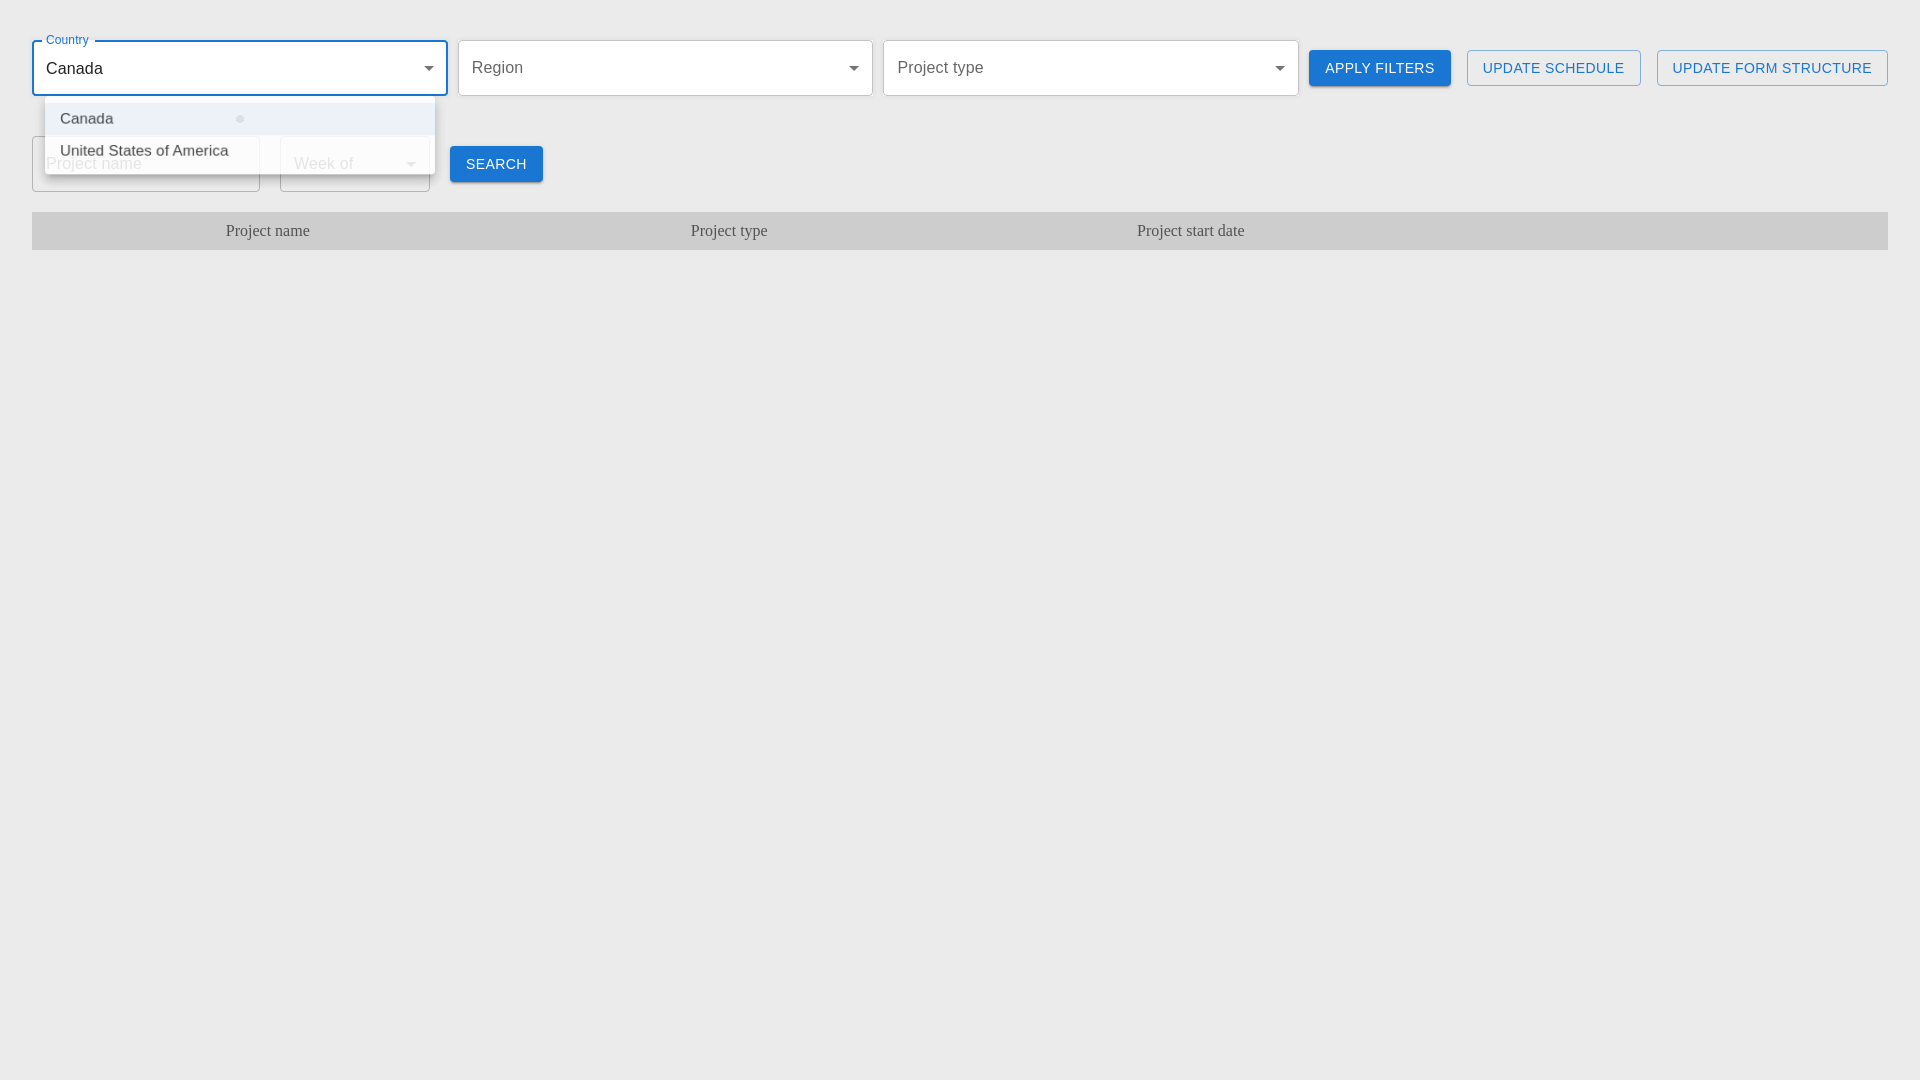 Country
Canada
Region
Project type
APPLY FILTERS
UPDATE SCHEDULE
UPDATE FORM STRUCTURE
Canada
United States of America
Project name
Week of
SEARCH
Project name
Project type
Project start date